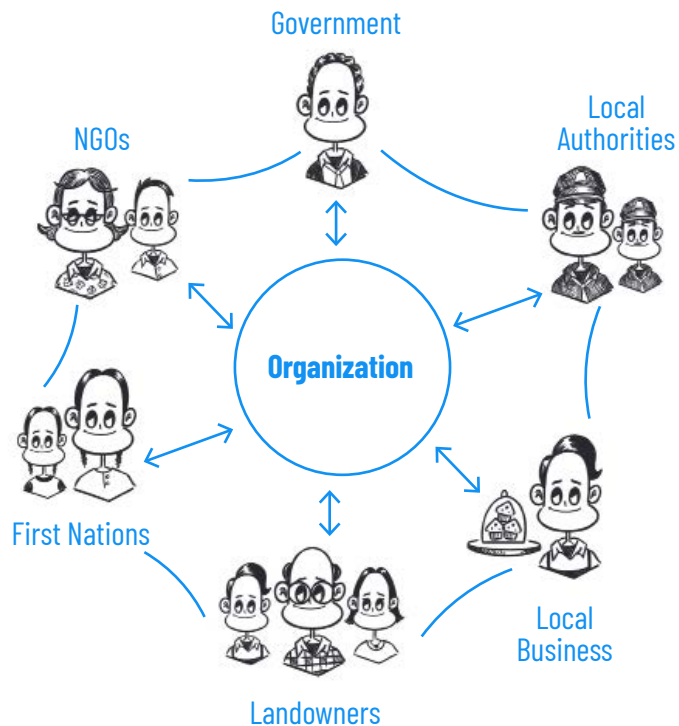 Government
Local
Authorities
NGOs
Organization
First Nations
Local
Business
Landowners